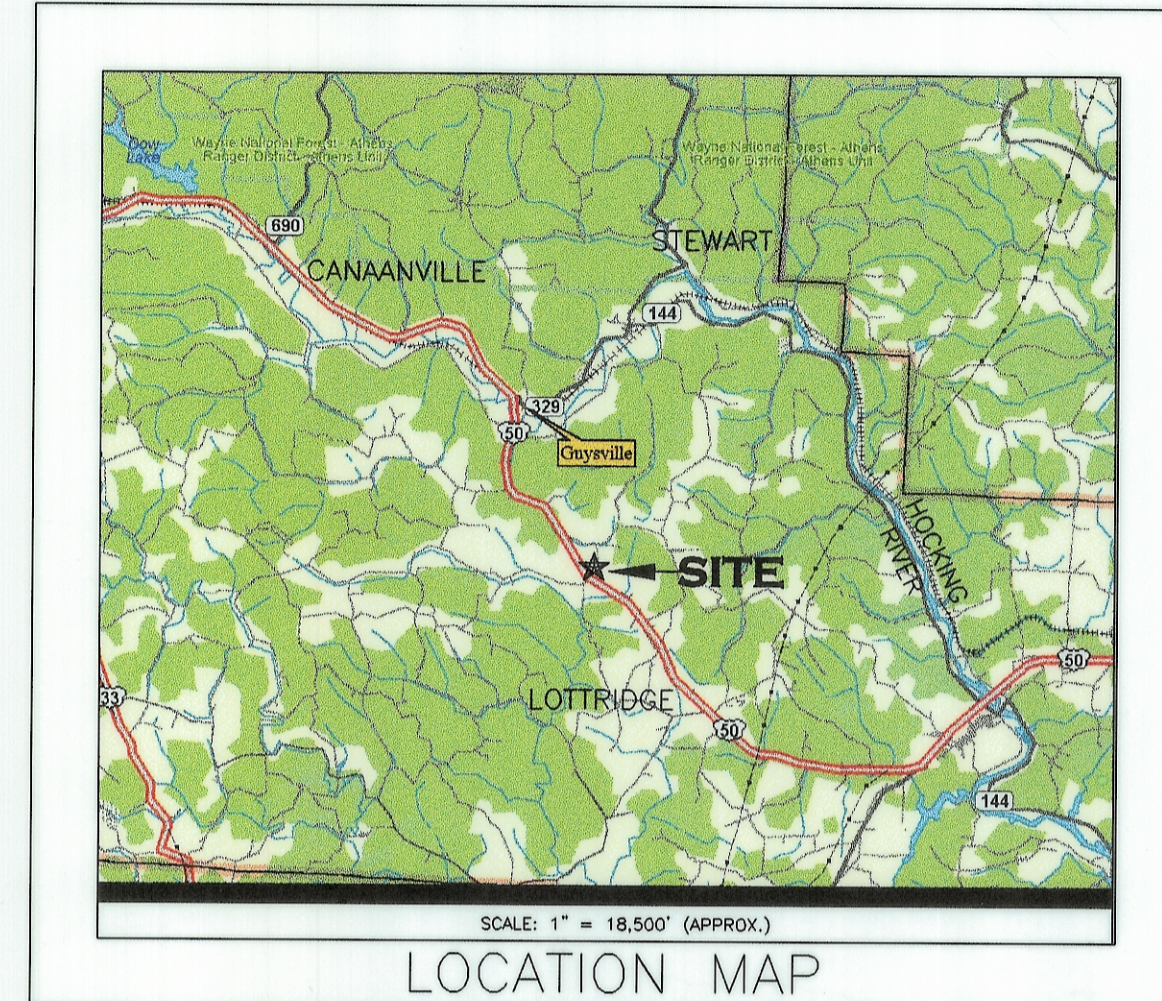 Dow
Lake
Wayne National Forest - Athens
Ranger District - Athens Unit
Wayne National Forest - Athens
Ranger District - Athens Unit
690
STEWART
CANAANVILLE
144
329
50
Guysville
HOCKING
RIVER
SITE
50
33
LOTTRIDGE
50
144
SCALE: 1" = 18,500' (APPROX.)
LOCATION MAP